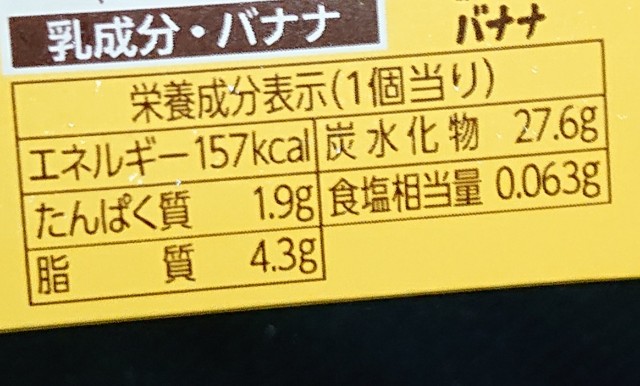 乳成分・バナナ
バナナ
栄養成分表示(1個当り)
エネルギー157kcal 炭水化物 27.6g
たんぱく質 1.9g 食塩相当量 0.063g
脂質 4.3g